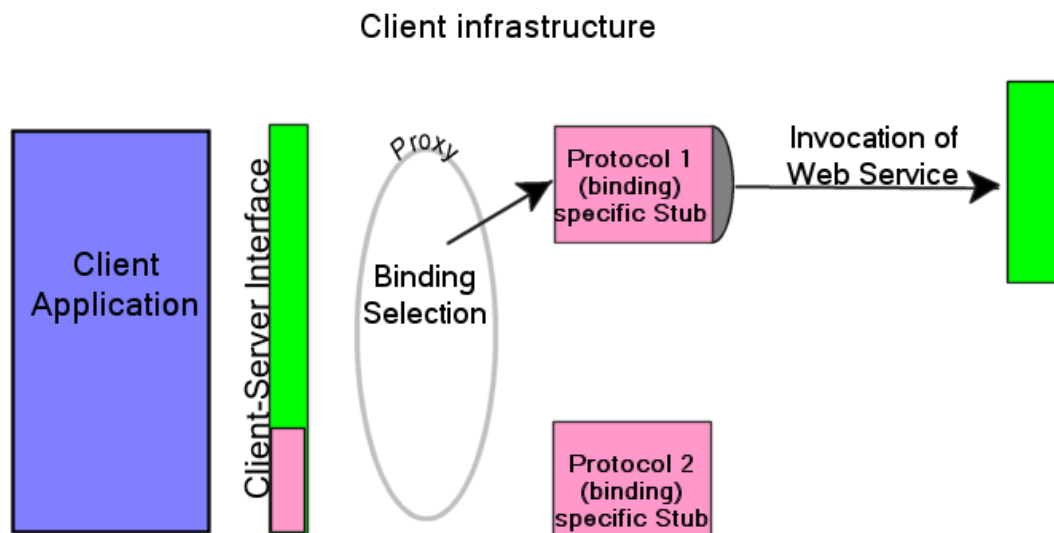 Client infrastructure
Client
Application
Client-Server Interface
Proxy
Binding
Selection
Protocol 1
(binding)
specific Stub
Invocation of
Web Service
Protocol 2
(binding)
specific Stub